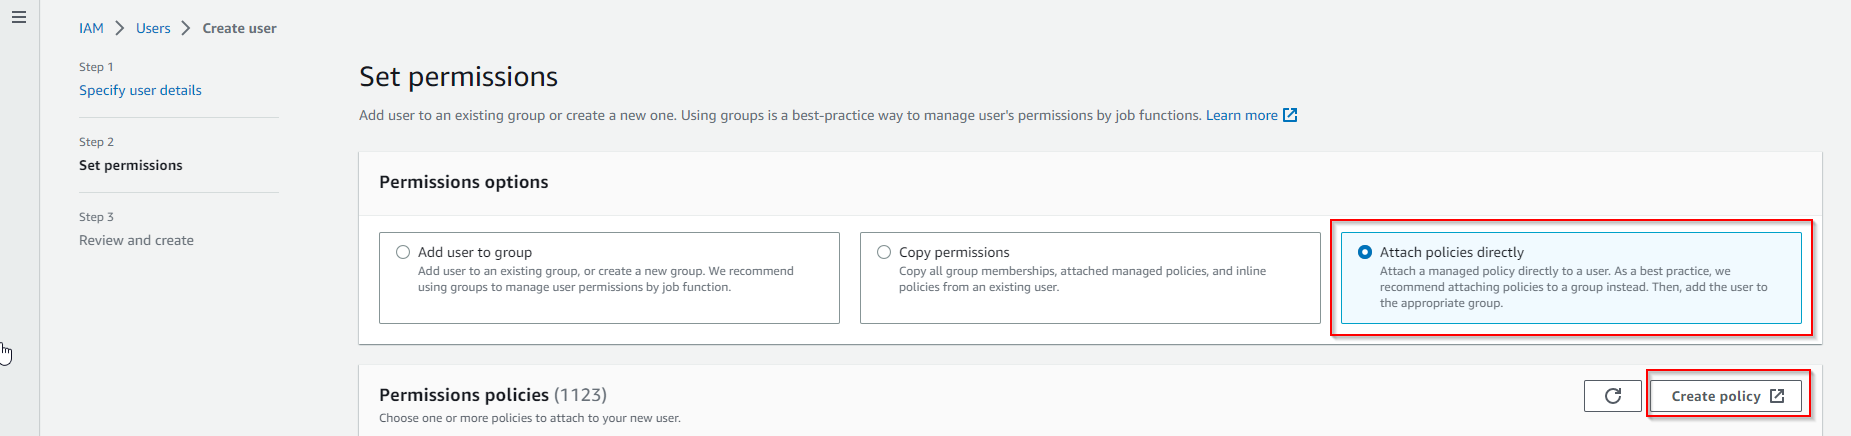 IAM > Users > Create user
Step 1
Specify user details
Step 2
Set permissions
Step 3
Review and create
Set permissions
Add user to an existing group or create a new one. Using groups is a best-practice way to manage user's permissions by job functions. Learn more
Permissions options
Add user to group
Add user to an existing group, or create a new group. We recommend
using groups to manage user permissions by job function.
Copy permissions
Copy all group memberships, attached managed policies, and inline
policies from an existing user.
Attach policies directly
Attach a managed policy directly to a user. As a best practice, we
recommend attaching policies to a group instead. Then, add the user to
the appropriate group.
Permissions policies (1123)
Choose one or more policies to attach to your new user.
Create policy